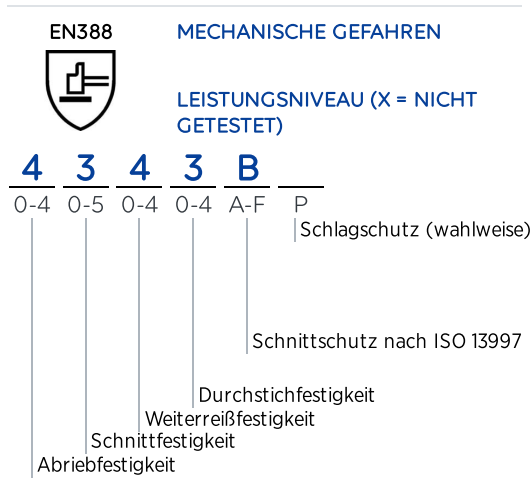 EN388
MECHANISCHE GEFAHREN
LEISTUNGSNIVEAU (X = NICHT
GETESTET)
4 3 4 3 B
0-4 0-5 0-4 0-4 A-F P
Schlagschutz (wahlweise)
Schnittschutz nach ISO 13997
Durchstichfestigkeit
Weiterreißfestigkeit
Schnittfestigkeit
Abriebfestigkeit